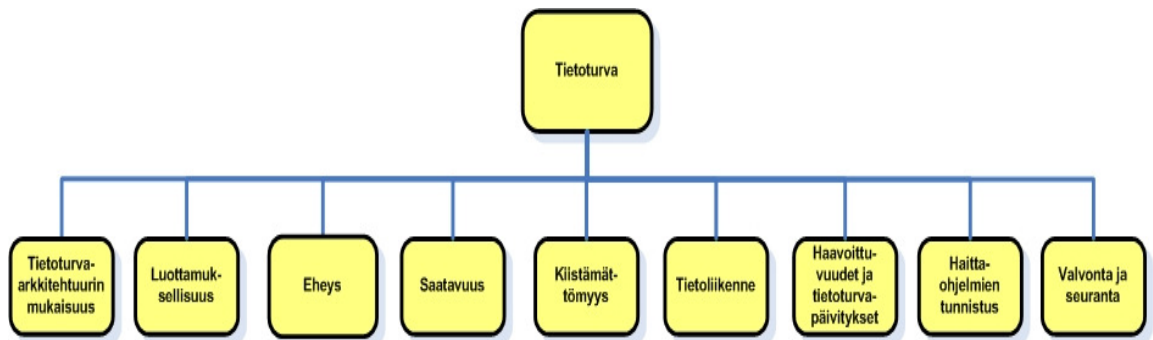 Tietoturva
Tietoturva-
arkkitehtuurin
mukaisuus
Luottamuk-
sellisuus
Eheys
Saatavuus
Kiistämät-
tömyys
Tietoliikenne
Haavoittu-
vuudet ja
tietoturva-
päivitykset
Haitta-
ohjelmien
tunnistus
Valvonta ja
seuranta